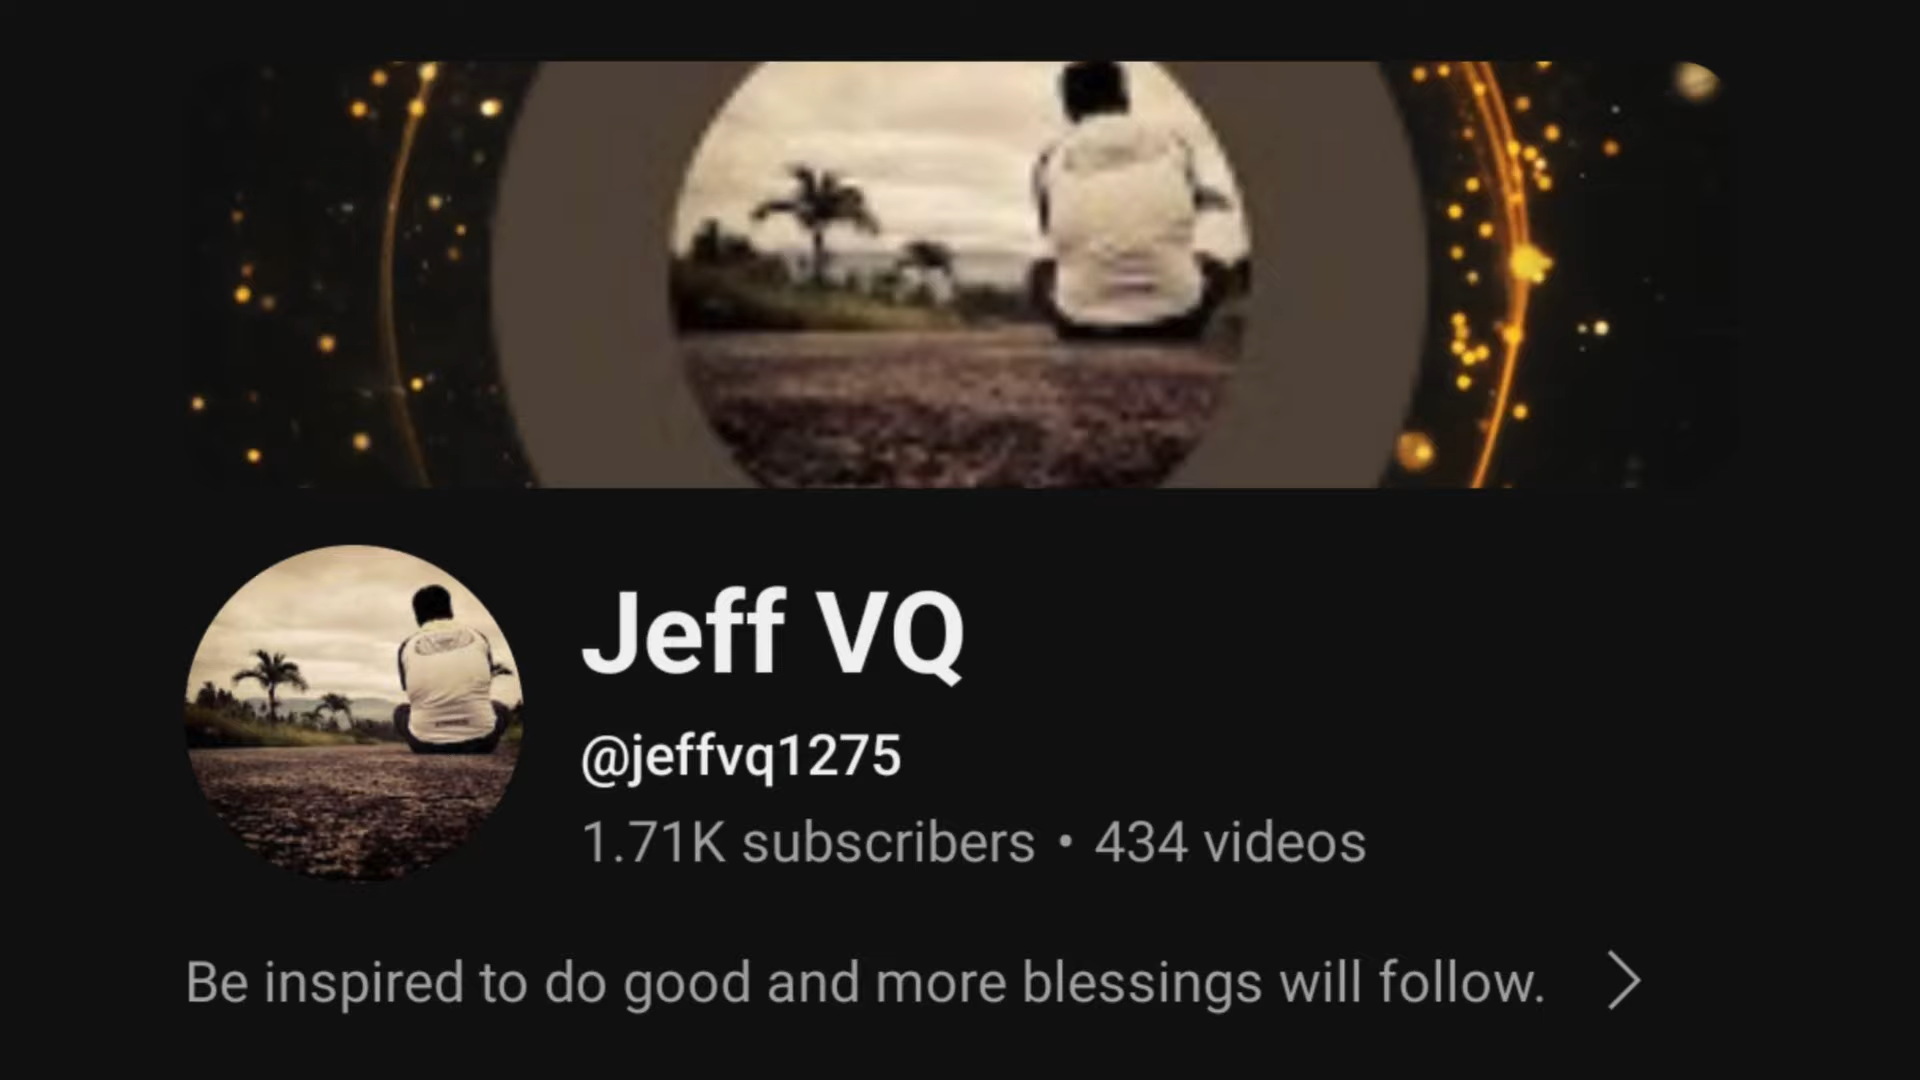 Jeff VQ
@jeffvq1275
1.71K subscribers • 434 videos
Be inspired to do good and more blessings will follow.